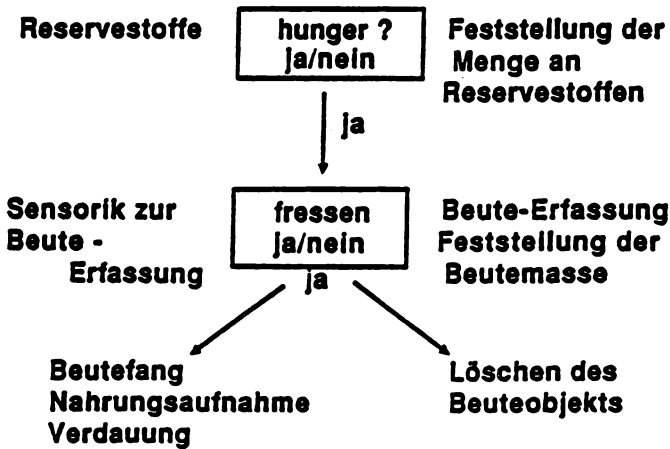 Reservestoffe
hunger ?
ja/nein
Feststellung der
Menge an
Reservestoffen
ja
Sensorik zur
Beute -
Erfassung
fressen
ja/nein
Beute-Erfassung
Feststellung der
Beutemasse
ja
Beutefang
Nahrungsaufnahme
Verdauung
Löschen des
Beuteobjekts